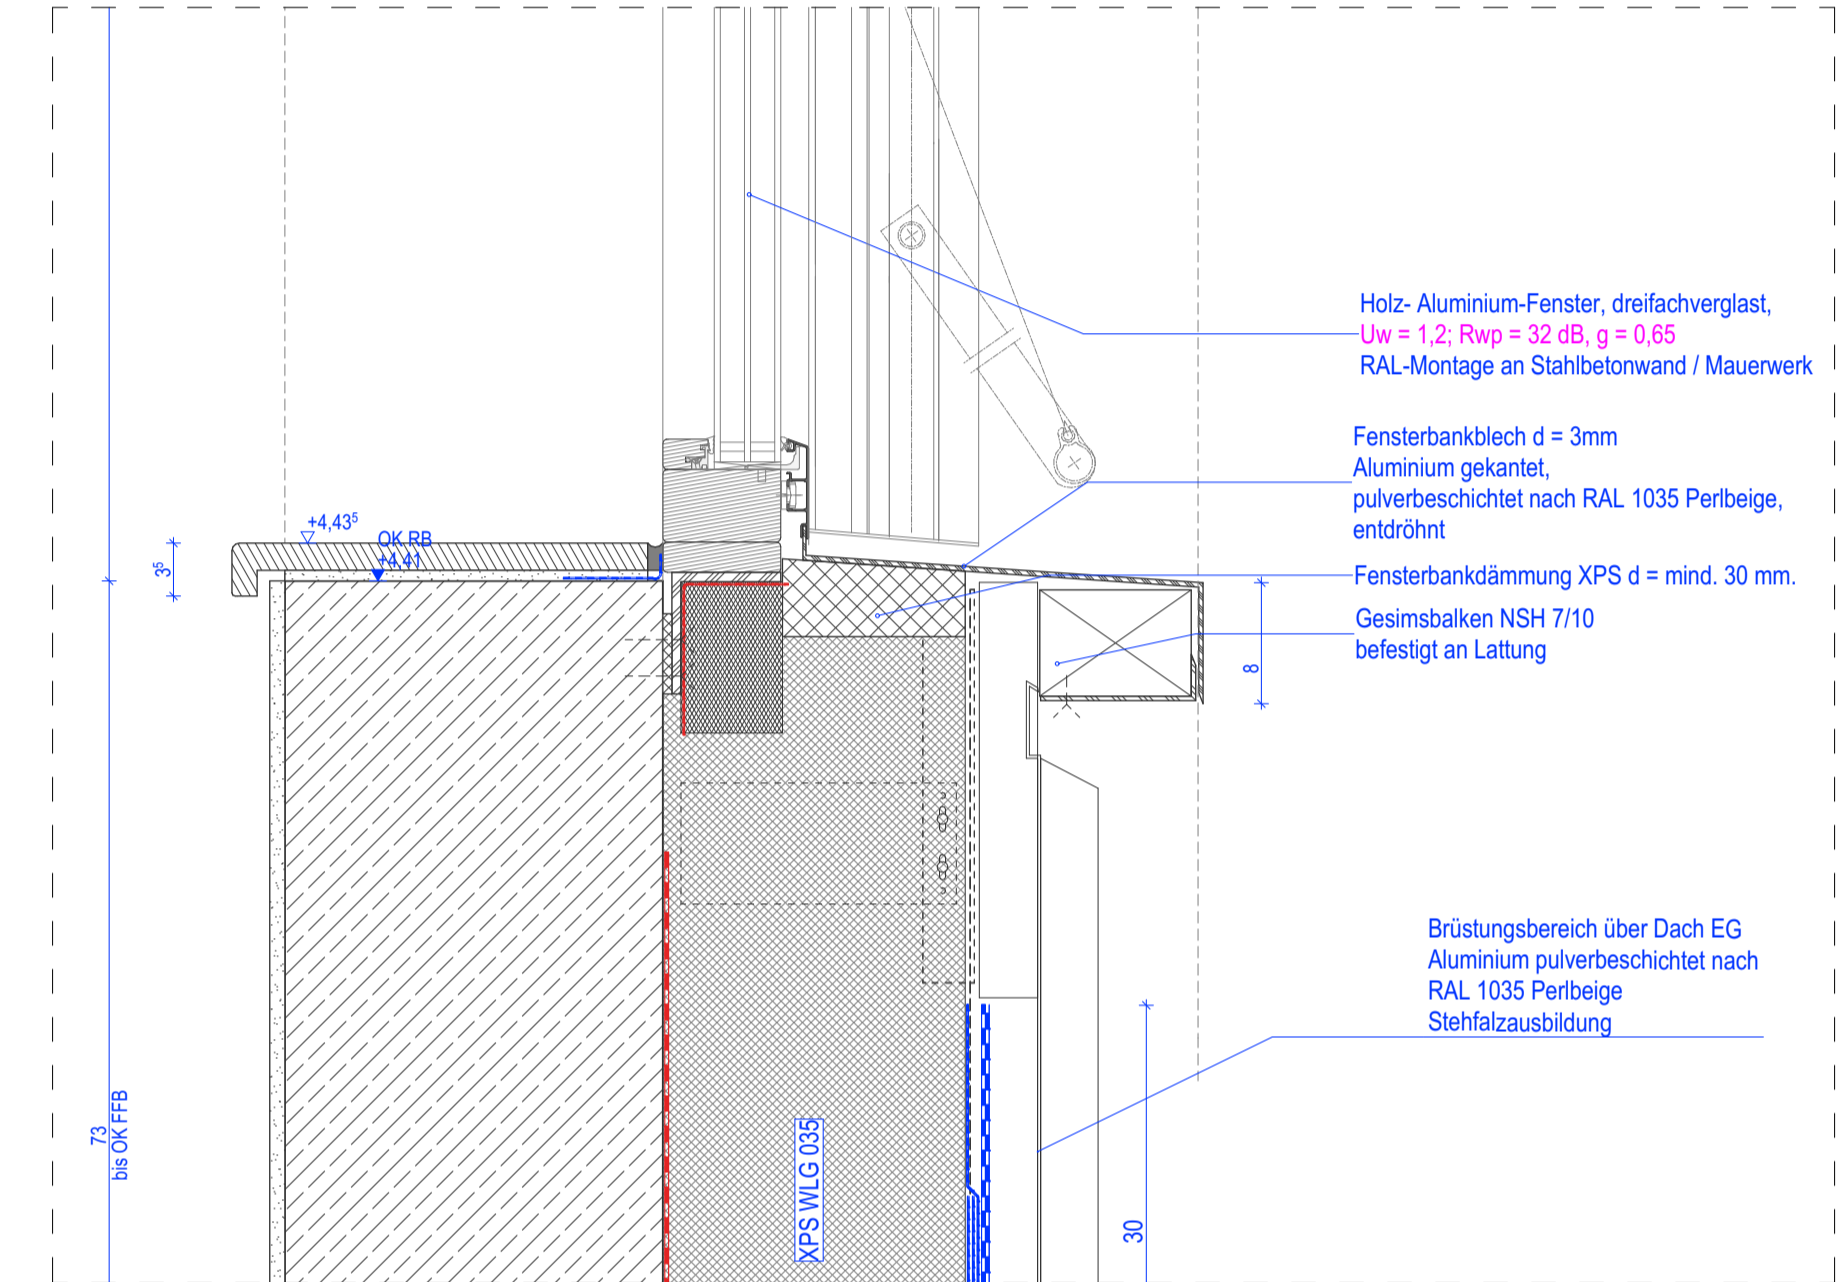 Holz- Aluminium-Fenster, dreifachverglast,
Uw = 1,2; Rwp = 32 dB, g = 0,65
RAL-Montage an Stahlbetonwand / Mauerwerk
Fensterbankblech d = 3mm
Aluminium gekantet,
pulverbeschichtet nach RAL 1035 Perlbeige,
entdröhnt
+4,43⁵
OK RB
+4.41
3⁵
Fensterbankdämmung XPS d = mind. 30 mm.
Gesimsbalken NSH 7/10
befestigt an Lattung
8
Brüstungsbereich über Dach EG
Aluminium pulverbeschichtet nach
RAL 1035 Perlbeige
Stehfalzausbildung
73
bis OK FFB
XPS WLG 035
30